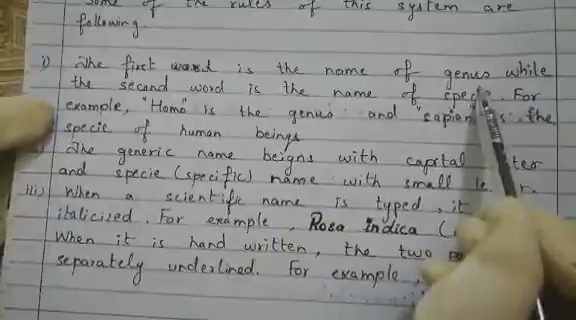 Some of the rules of this system are
following.
i) The first word is the name of genus while
the second word is the name of For
example, "Homo" is the genus and the
specie of human beings
The generic name beigns with capital
and specie (specific) name with small
iii) When a scientific name is typed, it
italicized. For example, Rosa Indica
When it is hand written, the two
separately underlined. For example,